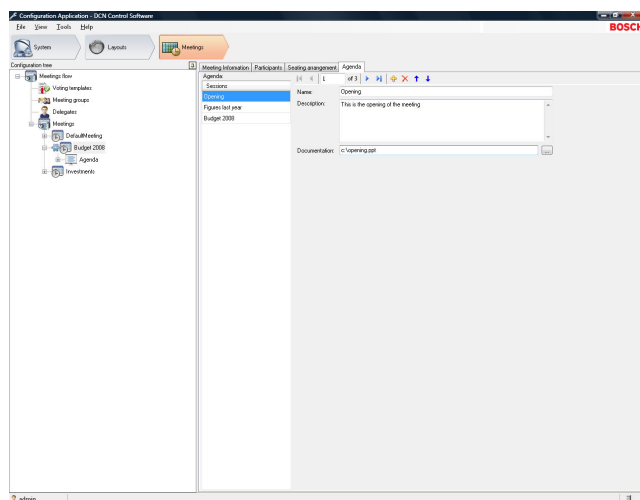 Configuration Application - DCN Control Software
File View Tools Help
BOSCH
System Layouts Meetings
Configuration tree
Meetings flow
Voting templates
Meeting groups
Delegates
Meetings
DefaultMeeting
Budget 2008
Agenda
Investments
Meeting Information Participants Seating arrangement Agenda
Agenda:
Sessions
Opening
Figures last year
Budget 2008
1 of 3
Name: Opening
Description: This is the opening of the meeting
Documentation: c:\opening.ppt ...
admin